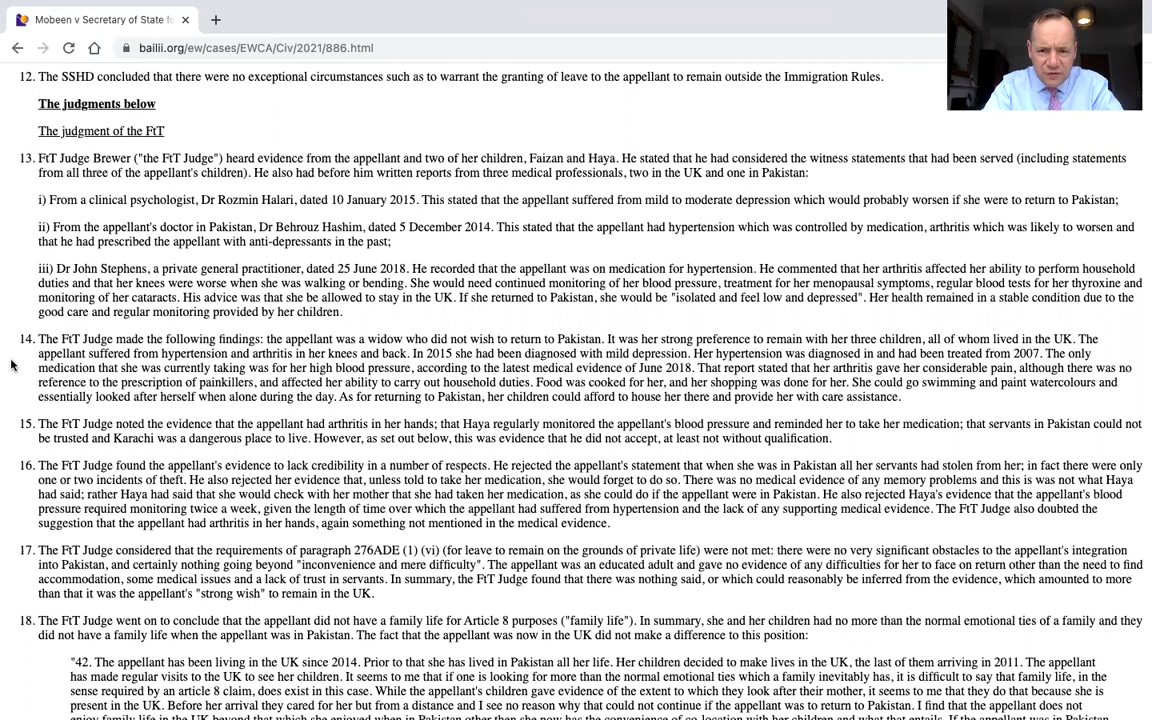 Mobeen v Secretary of State fo
bailii.org/ew/cases/EWCA/Civ/2021/886.html
12. The SSHD concluded that there were no exceptional circumstances such as to warrant the granting of leave to the appellant to remain outside the Immigration Rules.
The judgments below
The judgment of the FtT
13. FtT Judge Brewer ("the FtT Judge") heard evidence from the appellant and two of her children, Faizan and Haya. He stated that he had considered the witness statements that had been served (including statements
from all three of the appellant's children). He also had before him written reports from three medical professionals, two in the UK and one in Pakistan:
i) From a clinical psychologist, Dr Rozmin Halari, dated 10 January 2015. This stated that the appellant suffered from mild to moderate depression which would probably worsen if she were to return to Pakistan;
ii) From the appellant's doctor in Pakistan, Dr Behrouz Hashim, dated 5 December 2014. This stated that the appellant had hypertension which was controlled by medication, arthritis which was likely to worsen and
that he had prescribed the appellant with anti-depressants in the past;
iii) Dr John Stephens, a private general practitioner, dated 25 June 2018. He recorded that the appellant was on medication for hypertension. He commented that her arthritis affected her ability to perform household
duties and that her knees were worse when she was walking or bending. She would need continued monitoring of her blood pressure, treatment for her menopausal symptoms, regular blood tests for her thyroxine and
monitoring of her cataracts. His advice was that she be allowed to stay in the UK. If she returned to Pakistan, she would be "isolated and feel low and depressed". Her health remained in a stable condition due to the
good care and regular monitoring provided by her children.
14. The FtT Judge made the following findings: the appellant was a widow who did not wish to return to Pakistan. It was her strong preference to remain with her three children, all of whom lived in the UK. The
appellant suffered from hypertension and arthritis in her knees and back. In 2015 she had been diagnosed with mild depression. Her hypertension was diagnosed in and had been treated from 2007. The only
medication that she was currently taking was for her high blood pressure, according to the latest medical evidence of June 2018. That report stated that her arthritis gave her considerable pain, although there was no
reference to the prescription of painkillers, and affected her ability to carry out household duties. Food was cooked for her, and her shopping was done for her. She could go swimming and paint watercolours and
essentially looked after herself when alone during the day. As for returning to Pakistan, her children could afford to house her there and provide her with care assistance.
15. The FtT Judge noted the evidence that the appellant had arthritis in her hands; that Haya regularly monitored the appellant's blood pressure and reminded her to take her medication; that servants in Pakistan could not
be trusted and Karachi was a dangerous place to live. However, as set out below, this was evidence that he did not accept, at least not without qualification.
16. The FtT Judge found the appellant's evidence to lack credibility in a number of respects. He rejected the appellant's statement that when she was in Pakistan all her servants had stolen from her; in fact there were only
one or two incidents of theft. He also rejected her evidence that, unless told to take her medication, she would forget to do so. There was no medical evidence of any memory problems and this is was not what Haya
had said; rather Haya had said that she would check with her mother that she had taken her medication, as she could do if the appellant were in Pakistan. He also rejected Haya's evidence that the appellant's blood
pressure required monitoring twice a week, given the length of time over which the appellant had suffered from hypertension and the lack of any supporting medical evidence. The FtT Judge also doubted the
suggestion that the appellant had arthritis in her hands, again something not mentioned in the medical evidence.
17. The FtT Judge considered that the requirements of paragraph 276ADE (1) (vi) (for leave to remain on the grounds of private life) were not met: there were no very significant obstacles to the appellant's integration
into Pakistan, and certainly nothing going beyond "inconvenience and mere difficulty". The appellant was an educated adult and gave no evidence of any difficulties for her to face on return other than the need to find
accommodation, some medical issues and a lack of trust in servants. In summary, the FtT Judge found that there was nothing said, or which could reasonably be inferred from the evidence, which amounted to more
than that it was the appellant's "strong wish" to remain in the UK.
18. The FtT Judge went on to conclude that the appellant did not have a family life for Article 8 purposes ("family life"). In summary, she and her children had no more than the normal emotional ties of a family and they
did not have a family life when the appellant was in Pakistan. The fact that the appellant was now in the UK did not make a difference to this position:
"42. The appellant has been living in the UK since 2014. Prior to that she has lived in Pakistan all her life. Her children decided to make lives in the UK, the last of them arriving in 2011. The appellant
has made regular visits to the UK to see her children. It seems to me that if one is looking for more than the normal emotional ties which a family inevitably has, it is difficult to say that family life, in the
sense required by an article 8 claim, does exist in this case. While the appellant's children gave evidence of the extent to which they look after their mother, it seems to me that they do that because she is
present in the UK. Before her arrival they cared for her but from a distance and I see no reason why that could not continue if the appellant was to return to Pakistan. I find that the appellant does not
enjoy family life in the UK beyond that which she enjoyed when in Pakistan other then she now has the convenience of co-location with her children and what that entails. If the appellant was in Pakistan